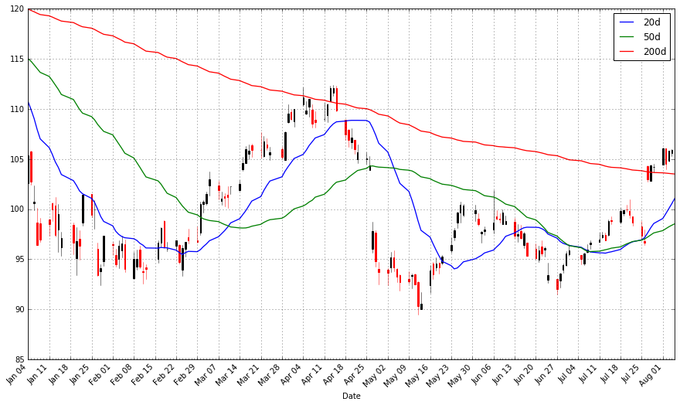 120
115
110
105
100
95
90
85
20d
50d
200d
Jan 04
Jan 11
Jan 18
Jan 25
Feb 01
Feb 08
Feb 15
Feb 22
Feb 29
Mar 07
Mar 14
Mar 21
Mar 28
Apr 04
Apr 11
Apr 18
Apr 25
May 02
May 09
May 16
May 23
May 30
Jun 06
Jun 13
Jun 20
Jun 27
Jul 04
Jul 11
Jul 18
Jul 25
Aug 01
Date